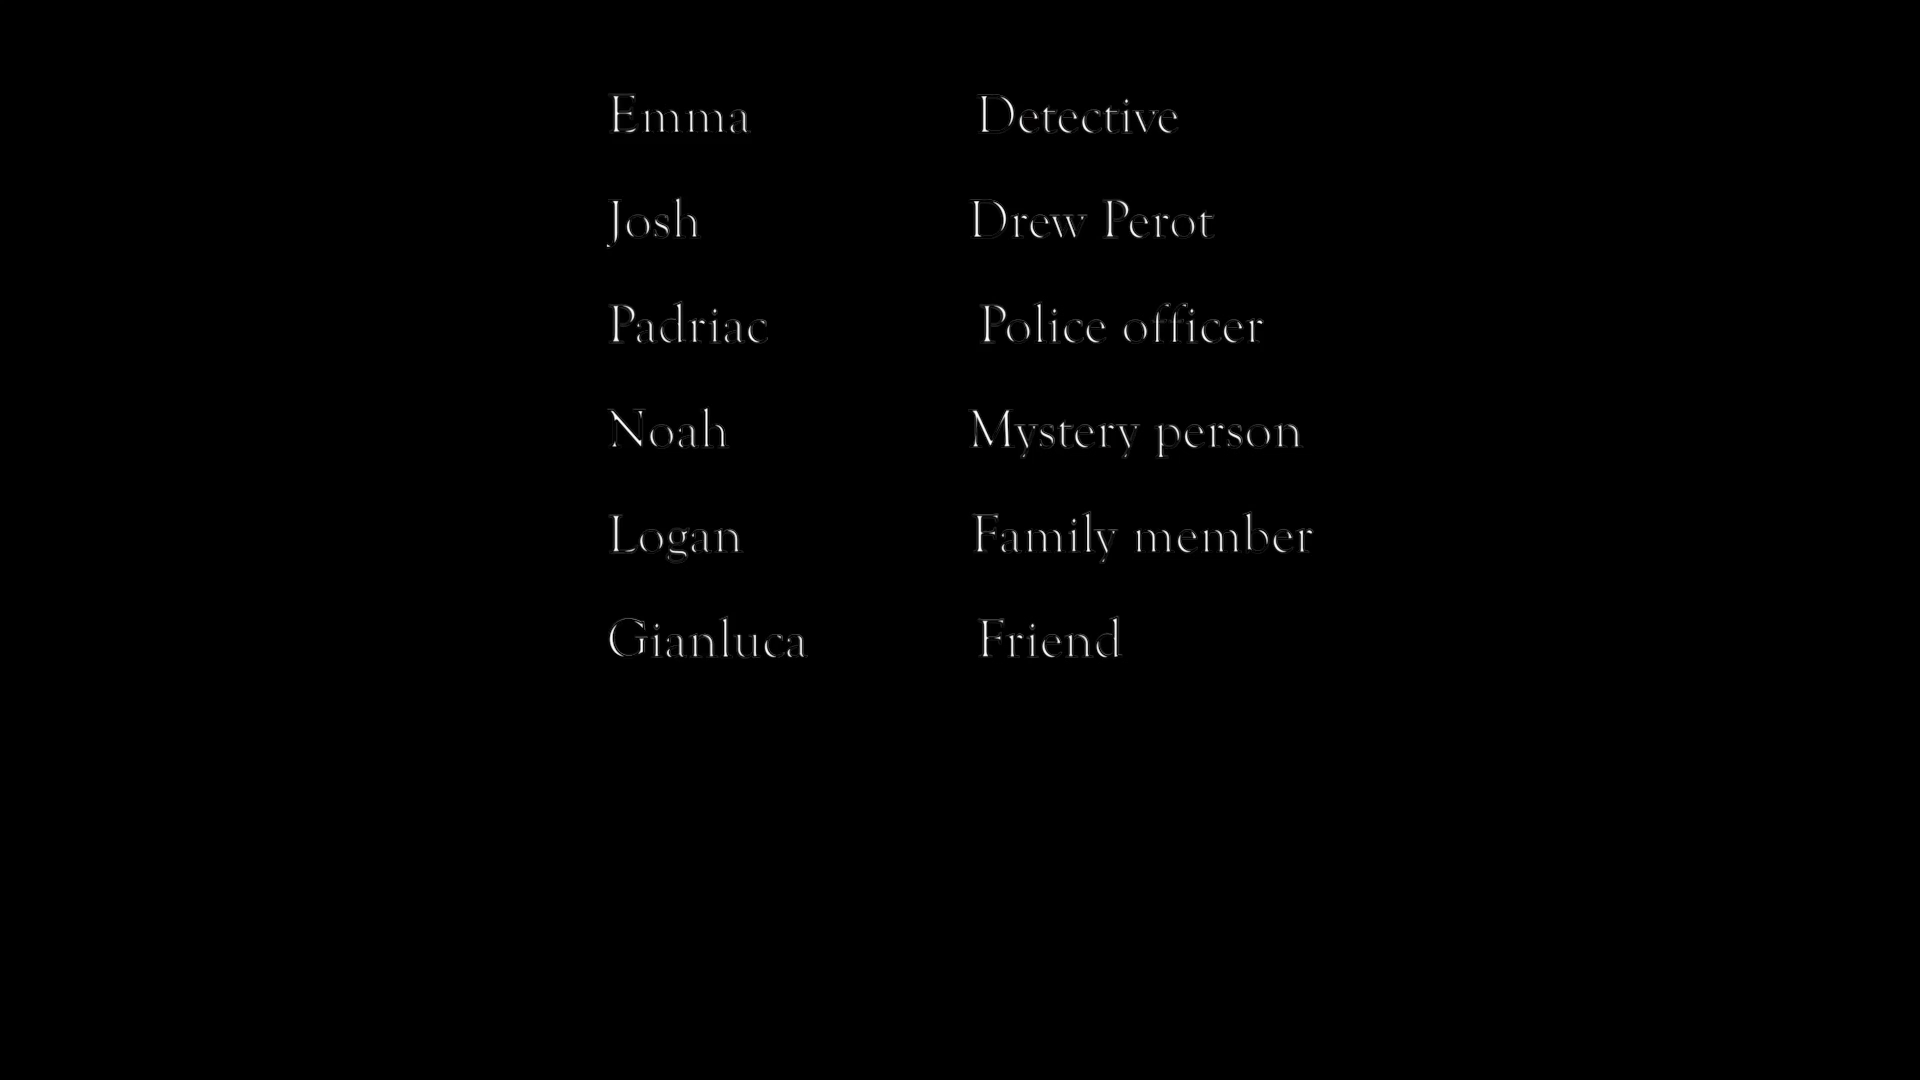 Emma Detective
Josh Drew Perot
Padriac Police officer
Noah Mystery person
Logan Family member
Gianluca Friend